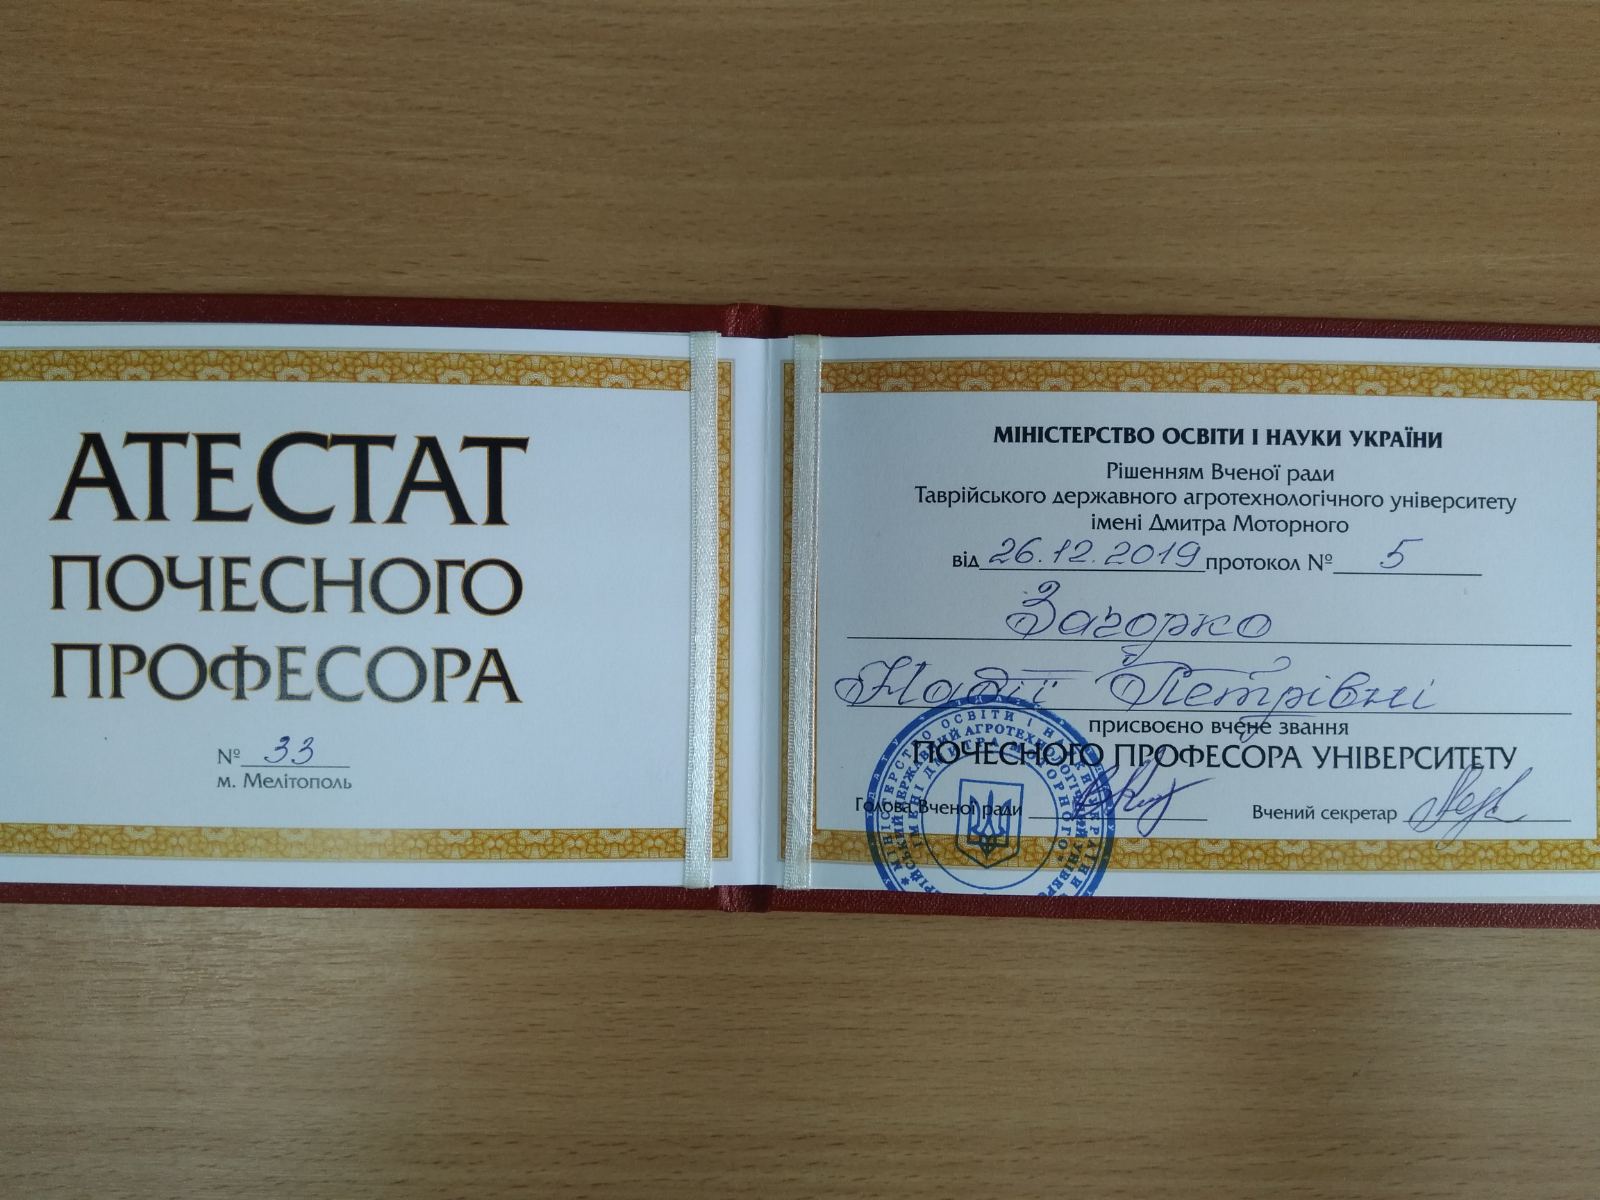 АТЕСТАТ
ПОЧЕСНОГО
ПРОФЕСОРА
№ 33
м. Мелітополь
МІНІСТЕРСТВО ОСВІТИ І НАУКИ УКРАЇНИ
Рішенням Вченої ради
Таврійського державного агротехнологічного університету
імені Дмитра Моторного
від 26.12.2019 протокол № 5
Загорко
Надії Петрівні
присвоєно вчене звання
ПОЧЕСНОГО ПРОФЕСОРА УНІВЕРСИТЕТУ
Голова Вченої ради
Вчений секретар